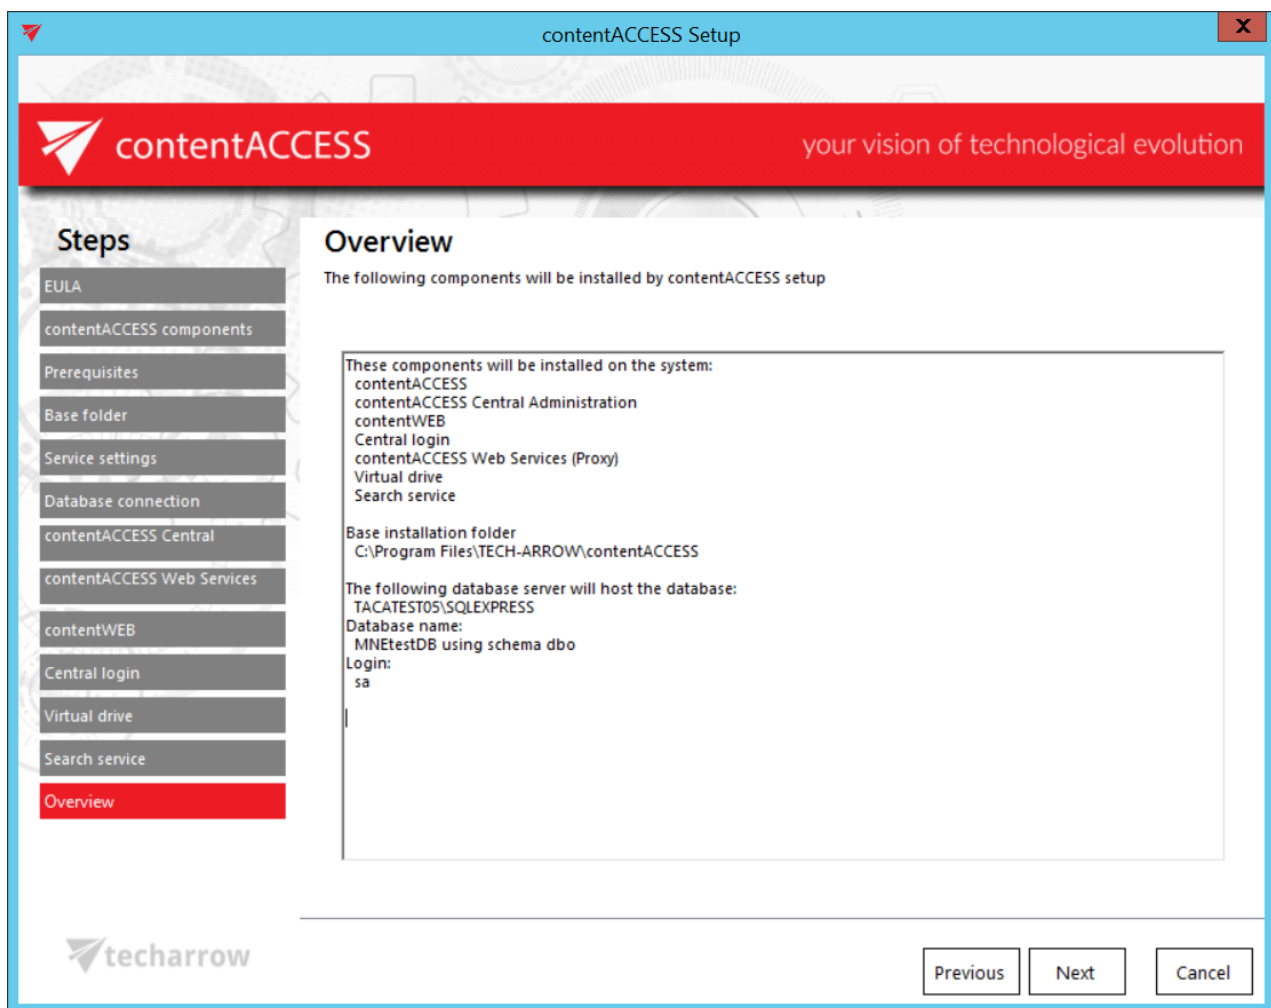 contentACCESS Setup
X
contentACCESS
your vision of technological evolution
Steps
EULA
contentACCESS components
Prerequisites
Base folder
Service settings
Database connection
contentACCESS Central
contentACCESS Web Services
contentWEB
Central login
Virtual drive
Search service
Overview
Overview
The following components will be installed by contentACCESS setup
These components will be installed on the system:
contentACCESS
contentACCESS Central Administration
contentWEB
Central login
contentACCESS Web Services (Proxy)
Virtual drive
Search service
Base installation folder
C:\Program Files\TECH-ARROW\contentACCESS
The following database server will host the database:
TACATEST05\SQLEXPRESS
Database name:
MNEtestDB using schema dbo
Login:
sa
techarrow
Previous
Next
Cancel